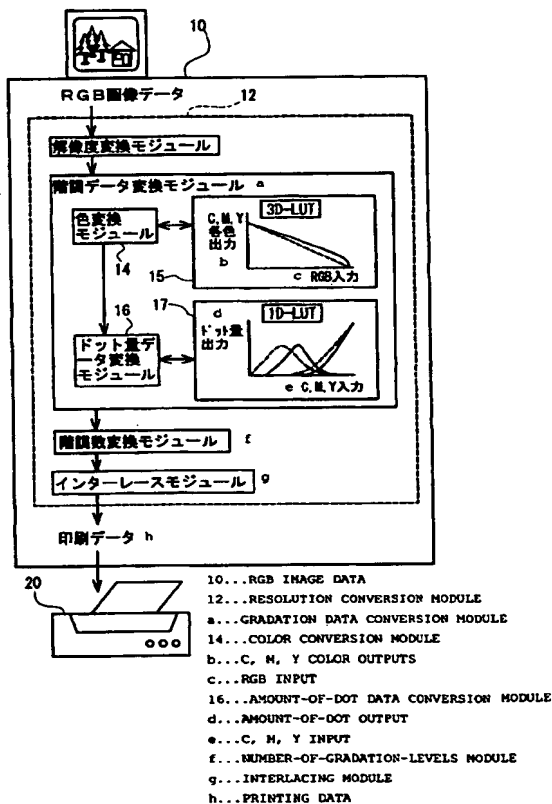 10
RGB画像データ
12
解像度変換モジュール
階調データ変換モジュール a
色変換
モジュール
14
C,M,Y
各色
出力
b
3D-LUT
15
c RGB入力
16
ドット量デ
ータ変換
モジュール
17
d
ドット量
出力
1D-LUT
e C,M,Y入力
階調数変換モジュール f
インターレースモジュール g
印刷データ h
20
10...RGB IMAGE DATA
12...RESOLUTION CONVERSION MODULE
a...GRADATION DATA CONVERSION MODULE
14...COLOR CONVERSION MODULE
b...C, M, Y COLOR OUTPUTS
c...RGB INPUT
16...AMOUNT-OF-DOT DATA CONVERSION MODULE
d...AMOUNT-OF-DOT OUTPUT
e...C, M, Y INPUT
f...NUMBER-OF-GRADATION-LEVELS MODULE
g...INTERLACING MODULE
h...PRINTING DATA